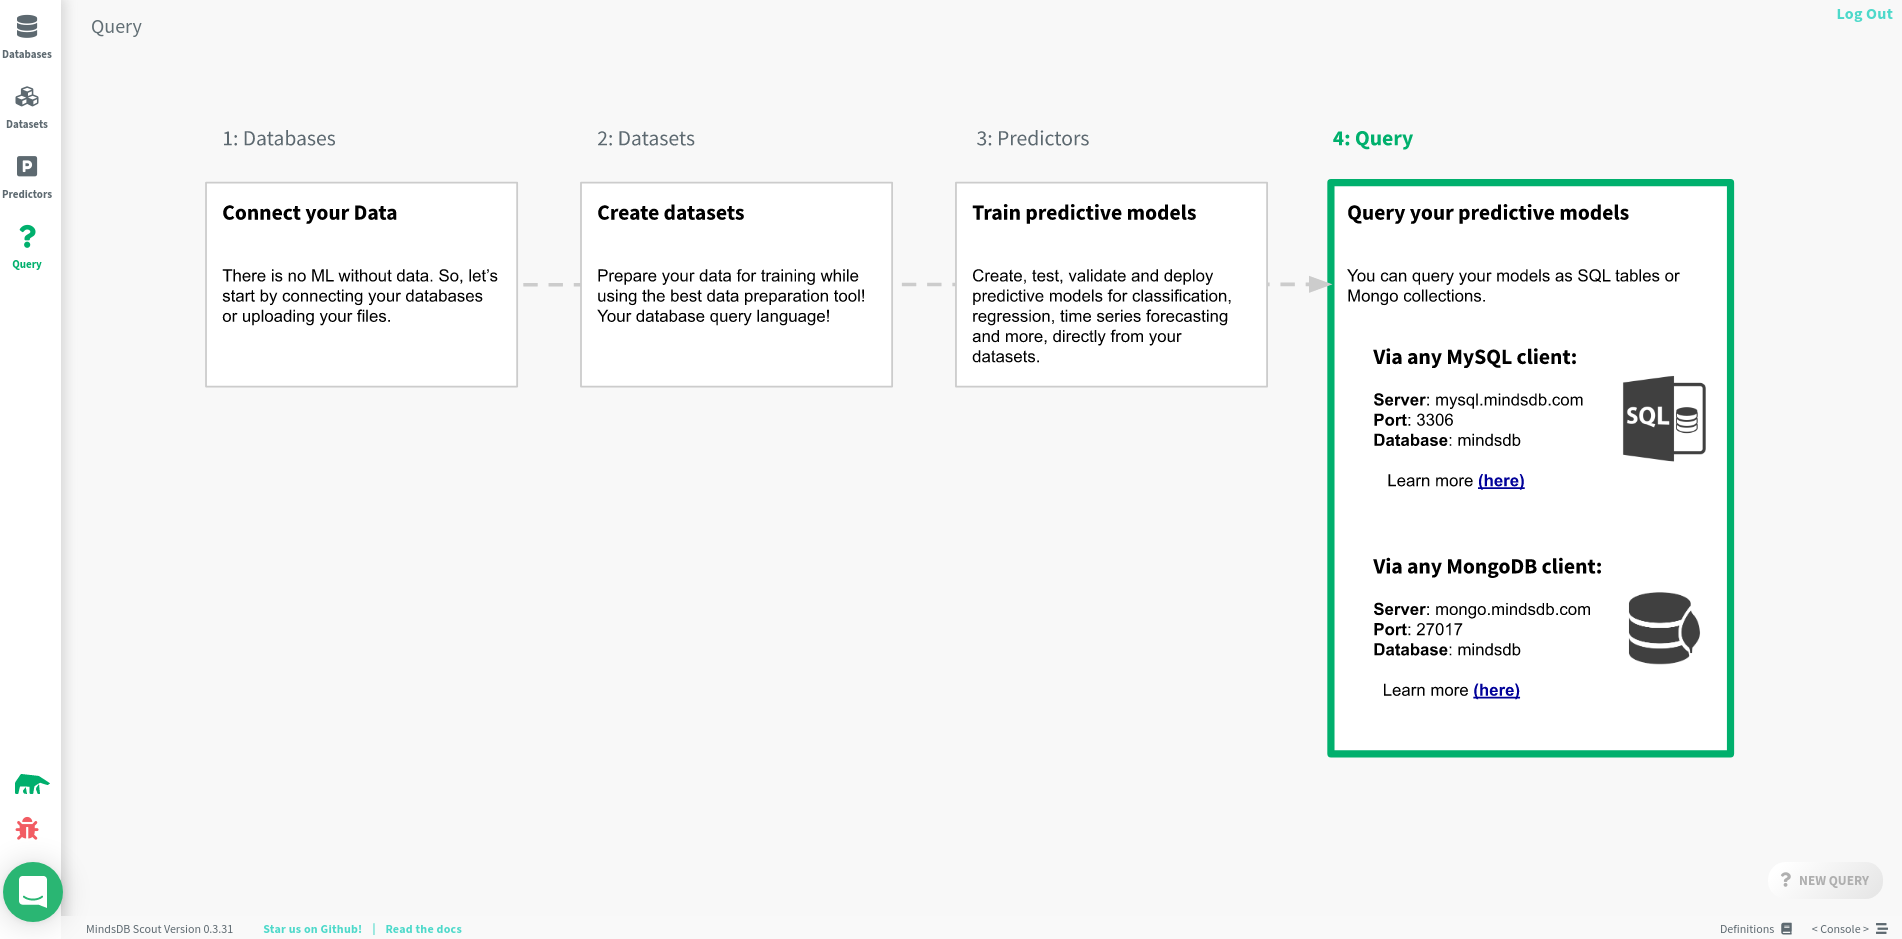 Databases
Datasets
P
Predictors
?
Query
Query
Log Out
1: Databases
Connect your Data
There is no ML without data. So, let's
start by connecting your databases
or uploading your files.
2: Datasets
Create datasets
Prepare your data for training while
using the best data preparation tool!
Your database query language!
3: Predictors
Train predictive models
Create, test, validate and deploy
predictive models for classification,
regression, time series forecasting
and more, directly from your
datasets.
4: Query
Query your predictive models
You can query your models as SQL tables or
Mongo collections.
Via any MySQL client:
Server: mysql.mindsdb.com
Port: 3306
Database: mindsdb
SQL
Learn more (here)
Via any MongoDB client:
Server: mongo.mindsdb.com
Port: 27017
Database: mindsdb
Learn more (here)
? NEW QUERY
MindsDB Scout Version 0.3.31
Star us on Github! | Read the docs
Definitions
< Console >